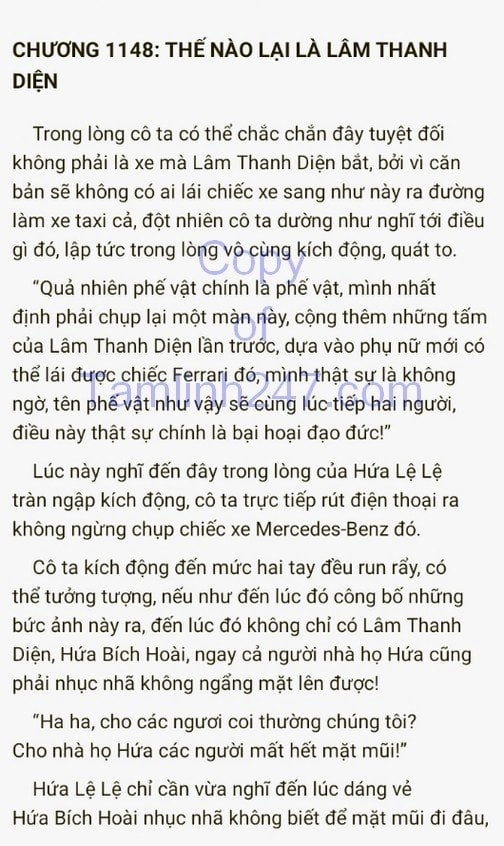 CHƯƠNG 1148: THẾ NÀO LẠI LÀ LÂM THANH
DIỆN
Trong lòng cô ta có thể chắc chắn đây tuyệt đối
không phải là xe mà Lâm Thanh Diện bắt, bởi vì căn
bản sẽ không có ai lái chiếc xe sang như này ra đường
làm xe taxi cả, đột nhiên cô ta dường như nghĩ tới điều
gì đó, lập tức trong lòng vô cùng kích động, quát to.
Copy
“Quả nhiên phế vật chính là phế vật, mình nhất
định phải chụp lại một màn này, cộng thêm những tấm
of
của Lâm Thanh Diện lần trước, dựa vào phụ nữ mới có
thể lái được chiếc Ferrari đó, mình thật sự là không
Tamlinh247.com
ngờ, tên phế vật như vậy sẽ cùng lúc tiếp hai người,
điều này thật sự chính là bại hoại đạo đức!”
Lúc này nghĩ đến đây trong lòng của Hứa Lệ Lệ
tràn ngập kích động, cô ta trực tiếp rút điện thoại ra
không ngừng chụp chiếc xe Mercedes-Benz đó.
Cô ta kích động đến mức hai tay đều run rẩy, có
thể tưởng tượng, nếu như đến lúc đó công bố những
bức ảnh này ra, đến lúc đó không chỉ có Lâm Thanh
Diện, Hứa Bích Hoài, ngay cả người nhà họ Hứa cũng
phải nhục nhã không ngẩng mặt lên được!
“Ha ha, cho các ngươi coi thường chúng tôi?
Cho nhà họ Hứa các người mất hết mặt mũi!”
Hứa Lệ Lệ chỉ cần vừa nghĩ đến lúc dáng vẻ
Hứa Bích Hoài nhục nhã không biết để mặt mũi đi đâu,